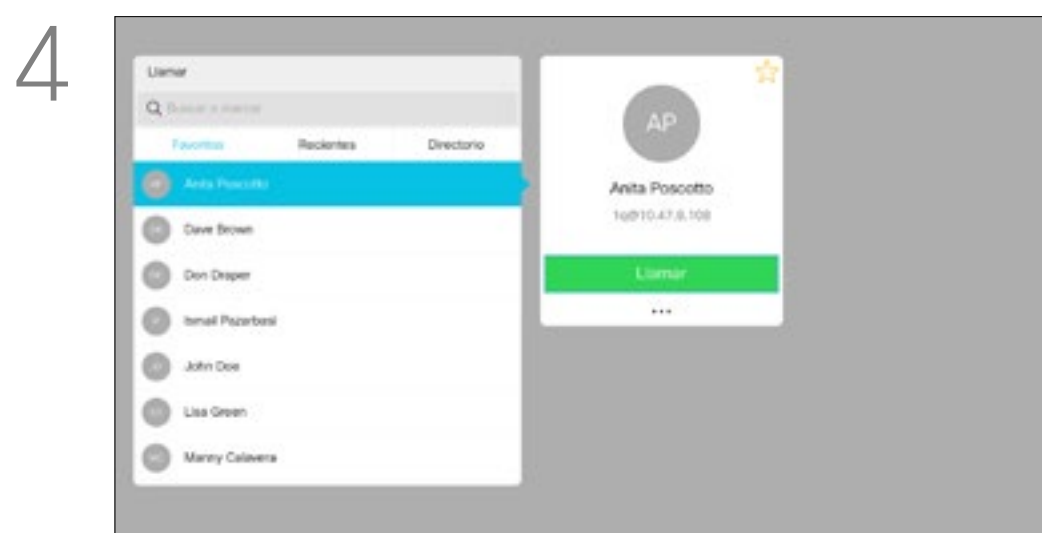 4
Llamar
Buscar o marcar
Favoritos Recientes Directorio
Anita Poscotto
Dave Brown
Don Draper
Ismail Pazarbasi
John Doe
Lisa Green
Manny Calavera
AP
Anita Poscotto
Llamar
•••